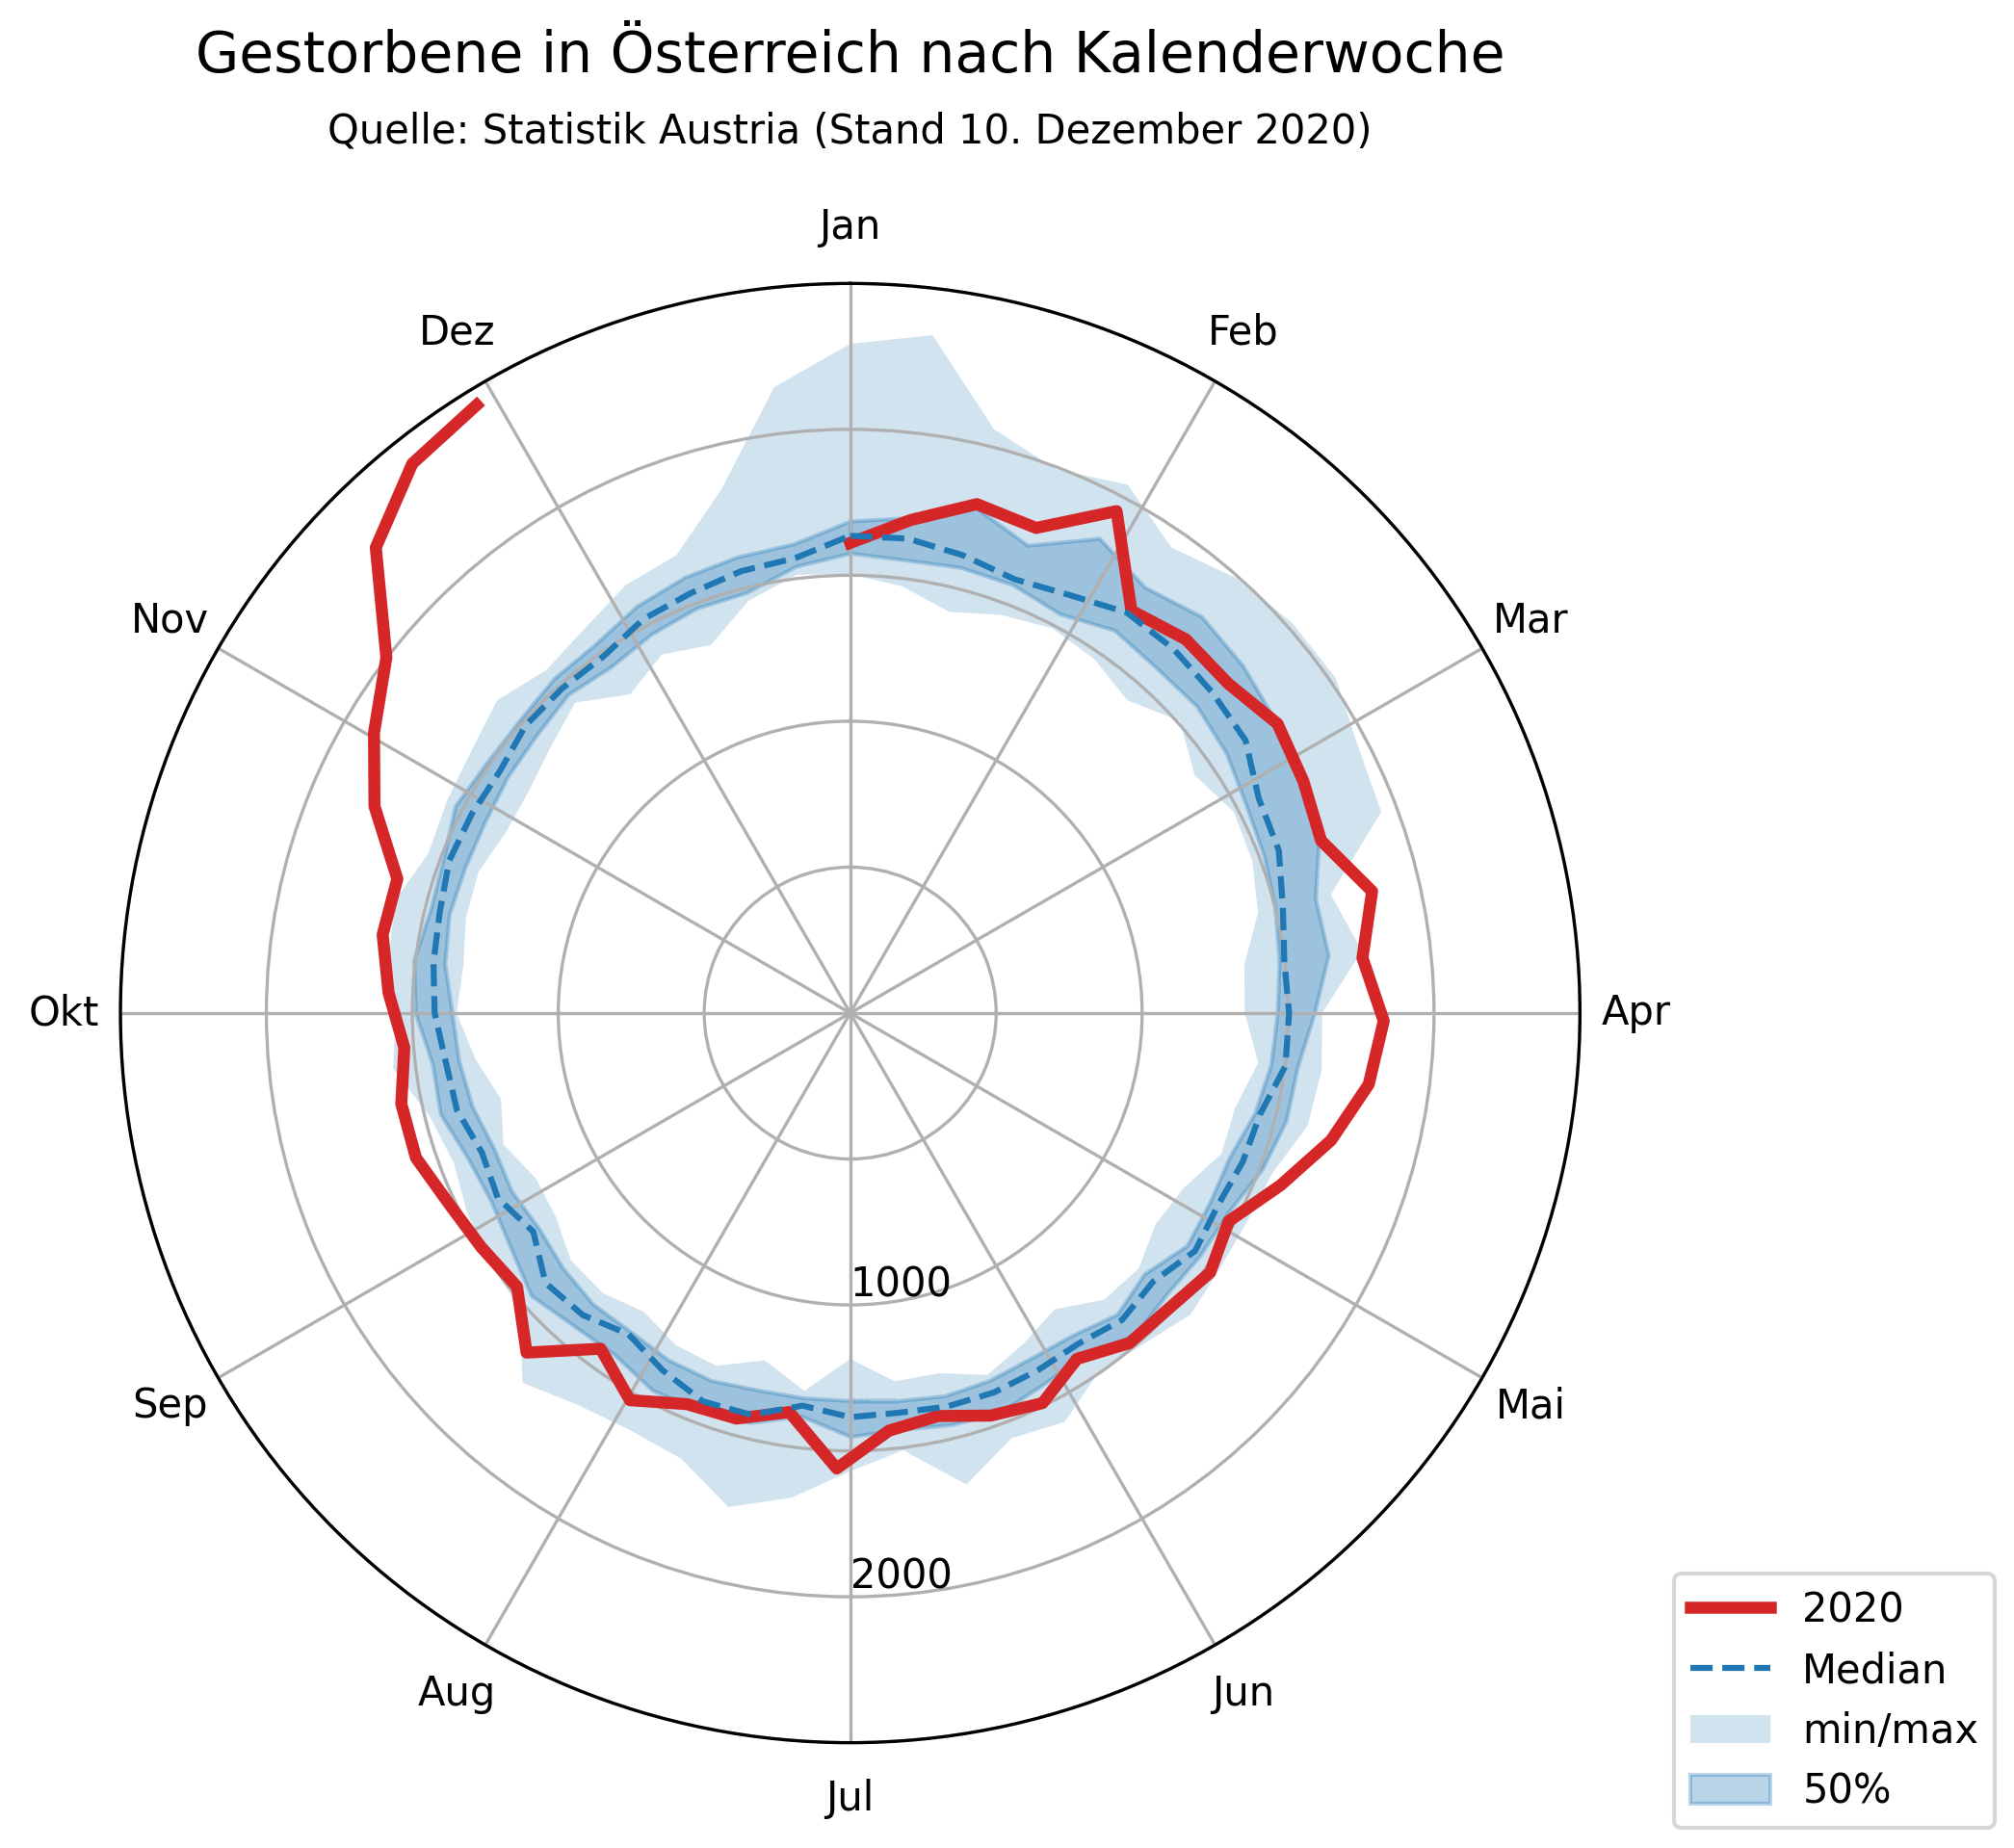 Gestorbene in Österreich nach Kalenderwoche
Quelle: Statistik Austria (Stand 10. Dezember 2020)
Jan
Feb
Mar
Apr
Mai
Jun
Jul
Aug
Sep
Okt
Nov
Dez
1000
2000
2020
Median
min/max
50%